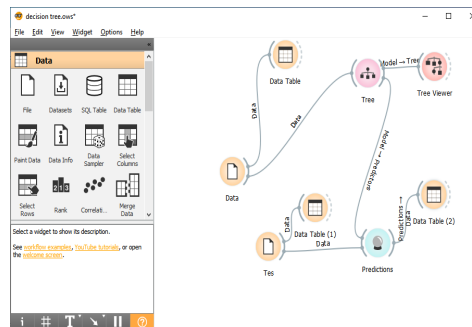 decision tree.ows*
File Edit View Widget Options Help
Data
File
Datasets
SQL Table
Data Table
Paint Data
Data Info
Data
Sampler
Select
Columns
Select
Rows
Rank
Correlati...
Merge
Data
Select a widget to show its description.
See workflow examples, YouTube tutorials, or open
the welcome screen.
Data Table
Data
Data
Data
Tree
Model → Tree
Tree Viewer
Model → Predictors
Data
Data Table (1)
Tes
Data
Predictions
Predictions →
Data
Data Table (2)